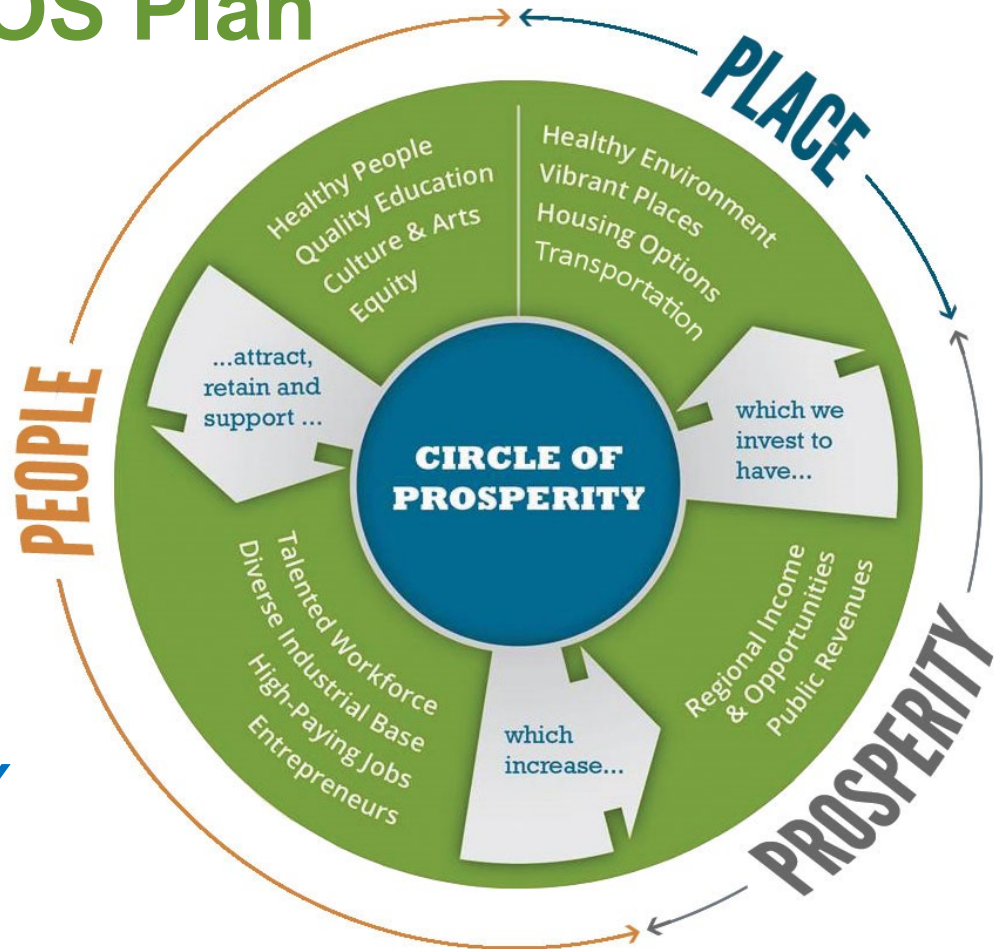 OS Plan
PLACE
Healthy People
Quality Education
Culture & Arts
Equity
Healthy Environment
Vibrant Places
Housing Options
Transportation
...attract,
retain and
support ...
which we
invest to
have...
CIRCLE OF
PROSPERITY
PEOPLE
Talented Workforce
Diverse Industrial Base
High-Paying Jobs
Entrepreneurs
which
increase...
Regional Income
& Opportunities
Public Revenues
PROSPERITY